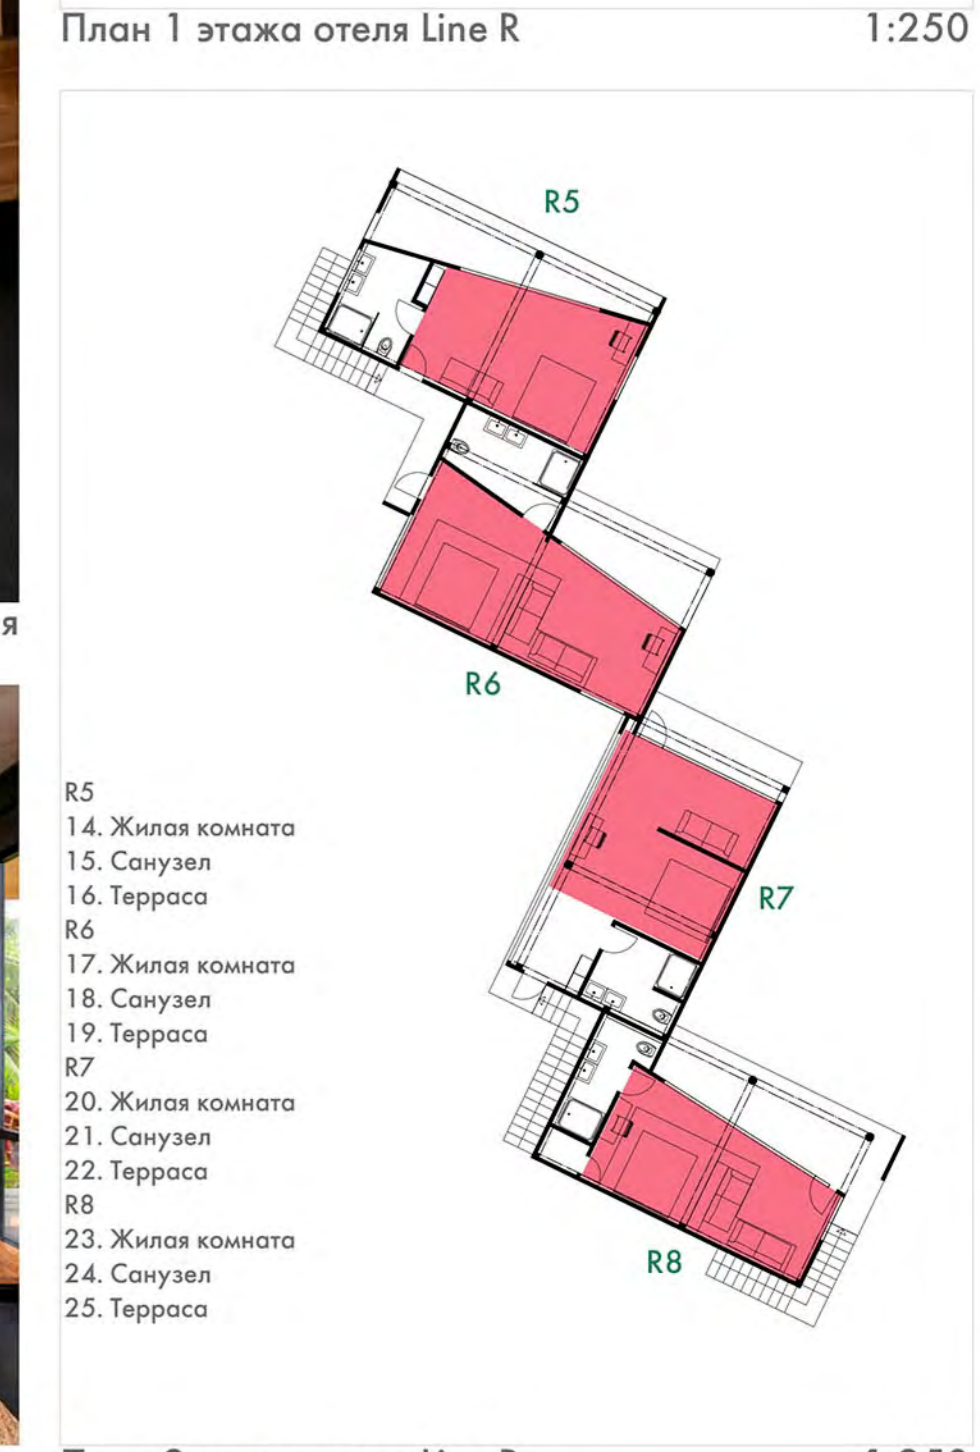 План 1 этажа отеля Line R 1:250
я
R5
R6
R7
R8
R5
14. Жилая комната
15. Санузел
16. Терраса
R6
17. Жилая комната
18. Санузел
19. Терраса
R7
20. Жилая комната
21. Санузел
22. Терраса
R8
23. Жилая комната
24. Санузел
25. Терраса